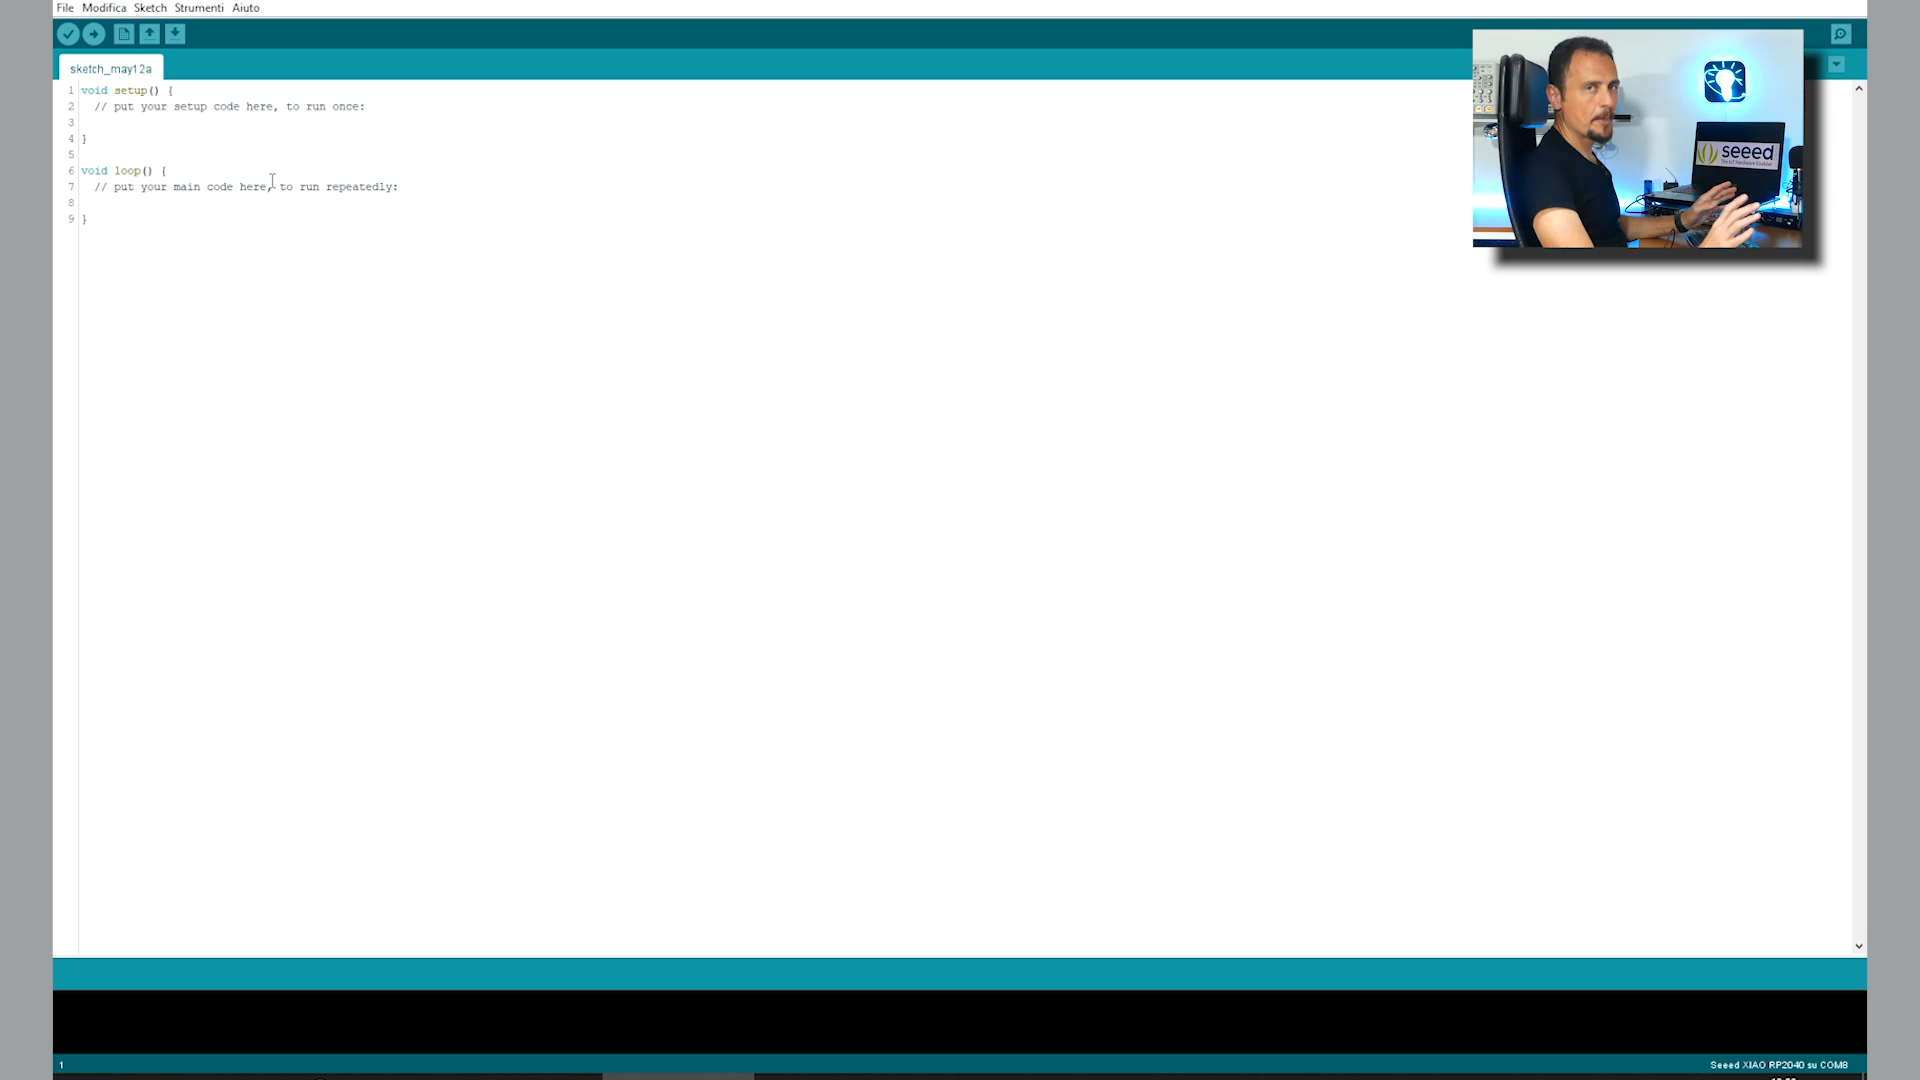 File Modifica Sketch Strumenti Aiuto
sketch_may12a
1 void setup() {
2 // put your setup code here, to run once:
3
4 }
5
6 void loop() {
7 // put your main code here, to run repeatedly:
8
9 }
seeed
1
Seeed XIAO RP2040 su COM8